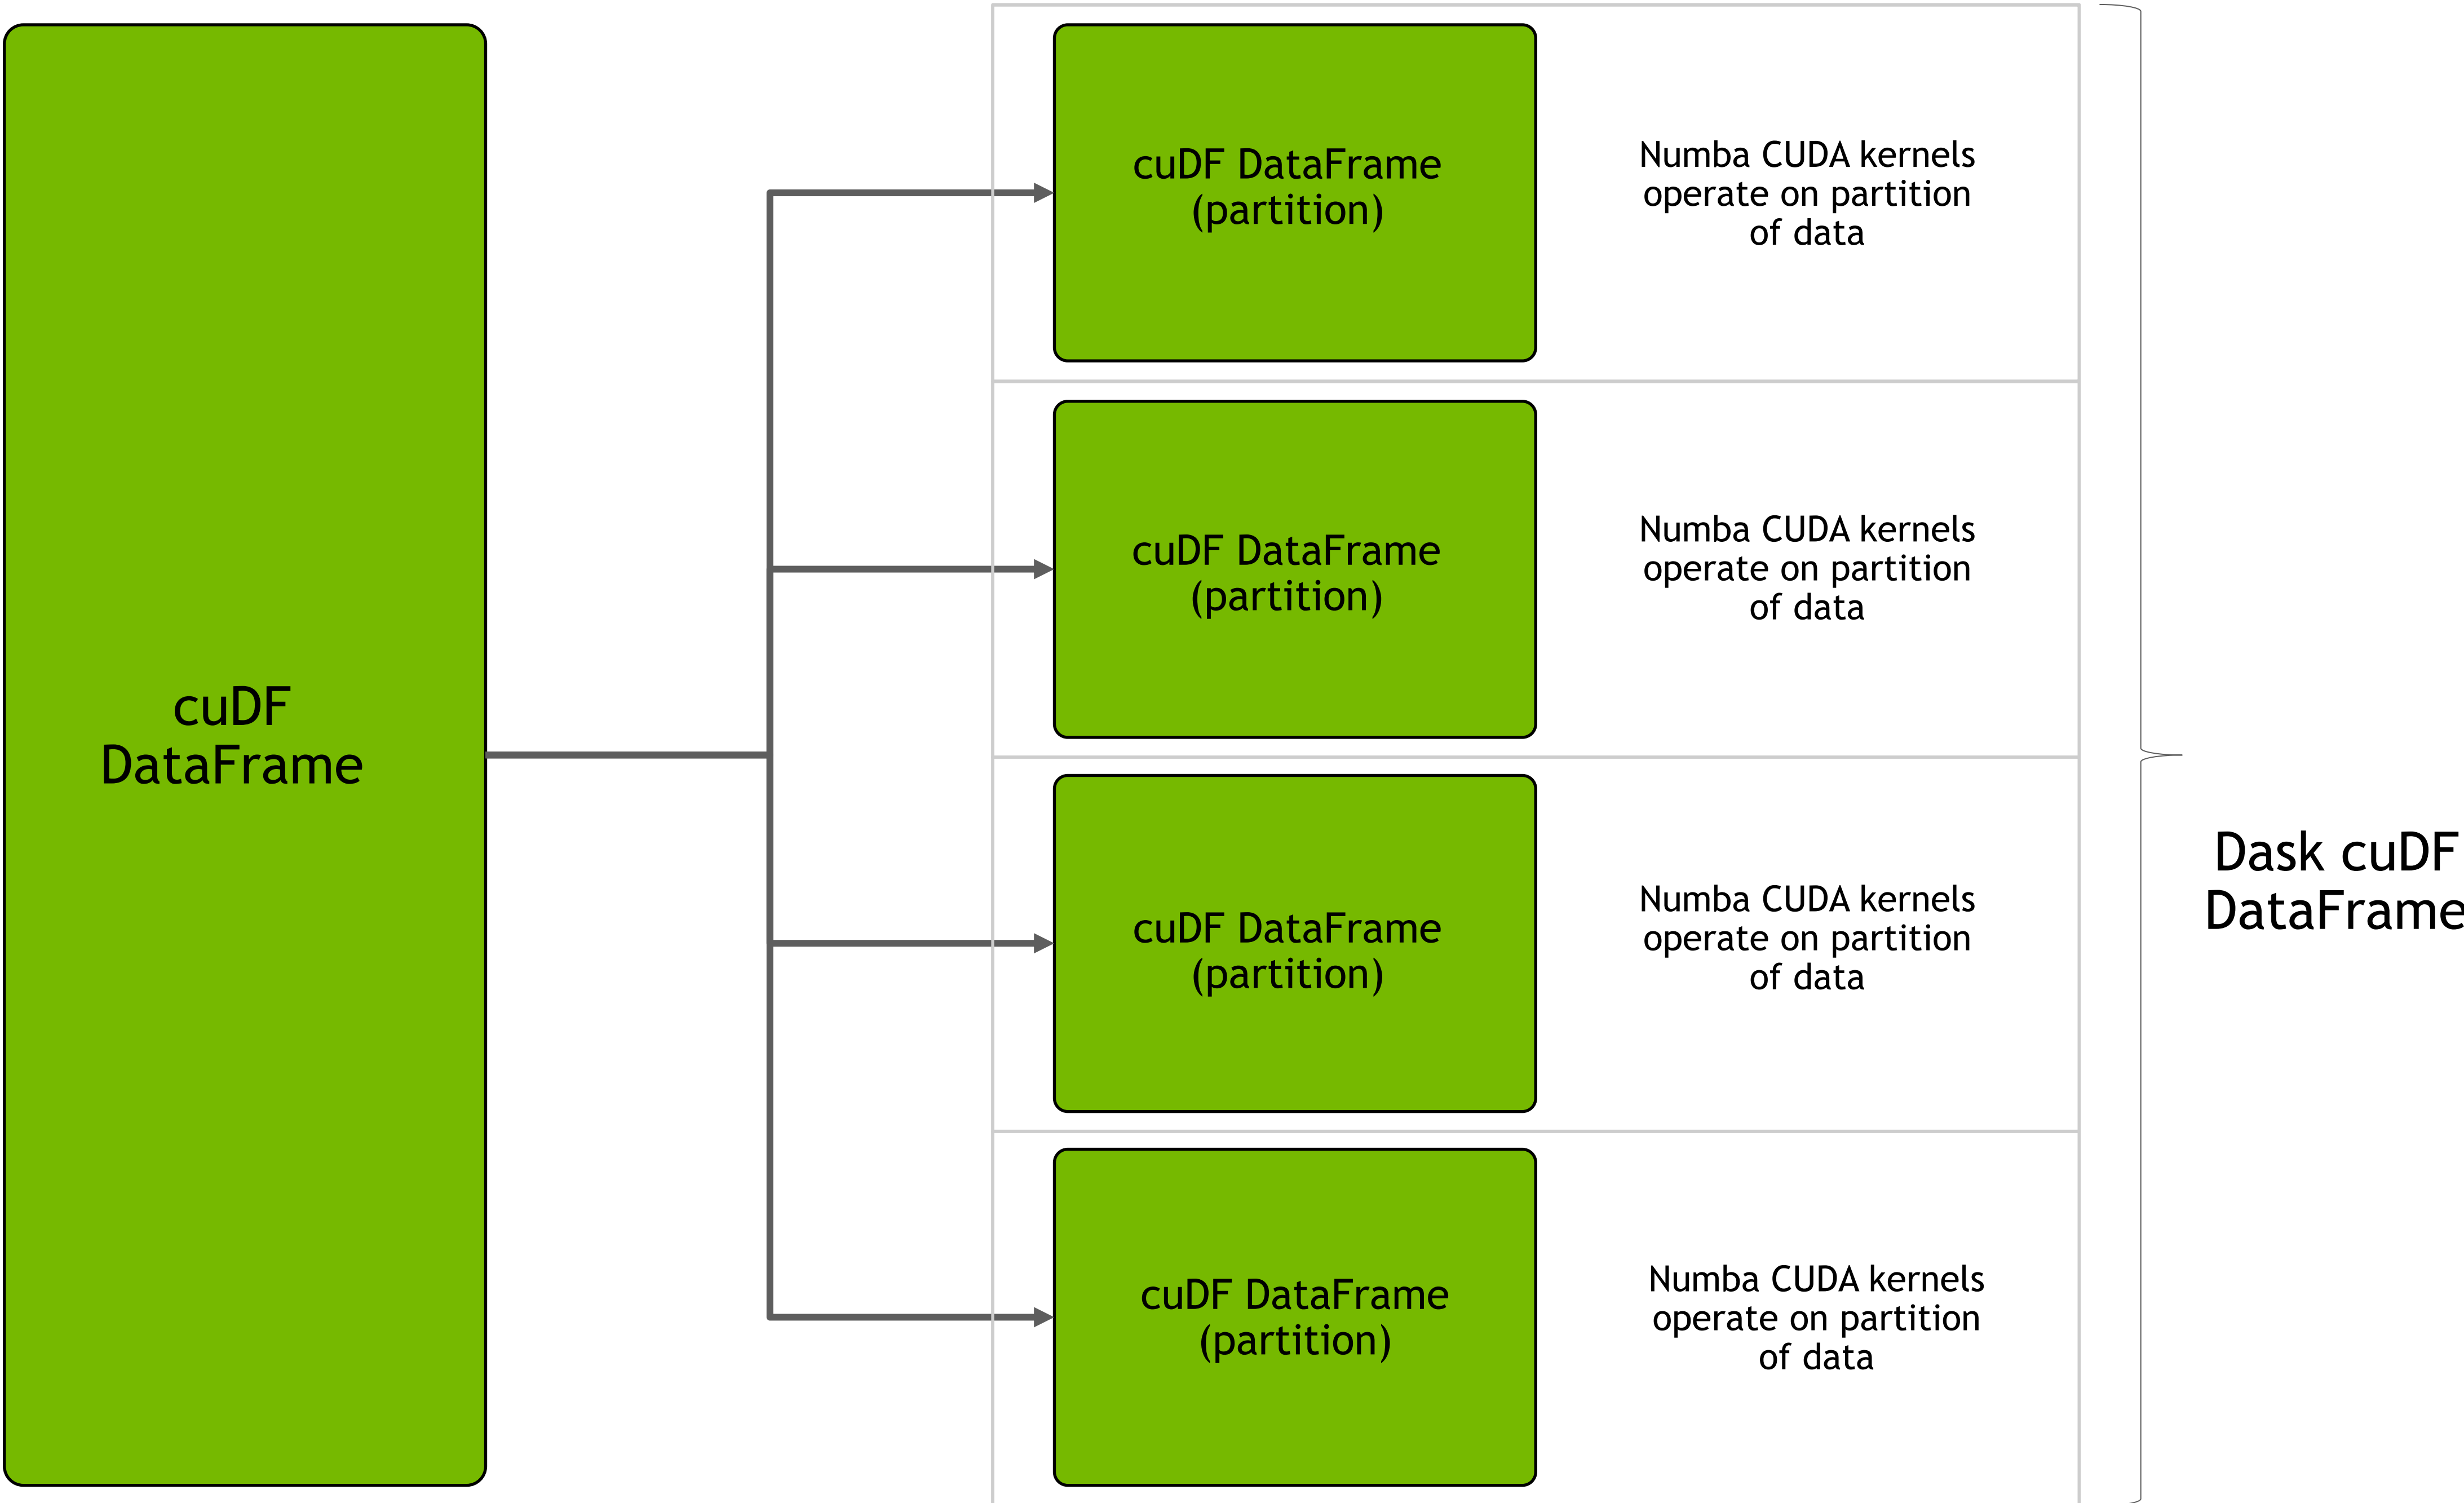 cuDF
DataFrame
cuDF DataFrame
(partition)
Numba CUDA kernels
operate on partition
of data
cuDF DataFrame
(partition)
Numba CUDA kernels
operate on partition
of data
cuDF DataFrame
(partition)
Numba CUDA kernels
operate on partition
of data
cuDF DataFrame
(partition)
Numba CUDA kernels
operate on partition
of data
Dask cuDF
DataFrame